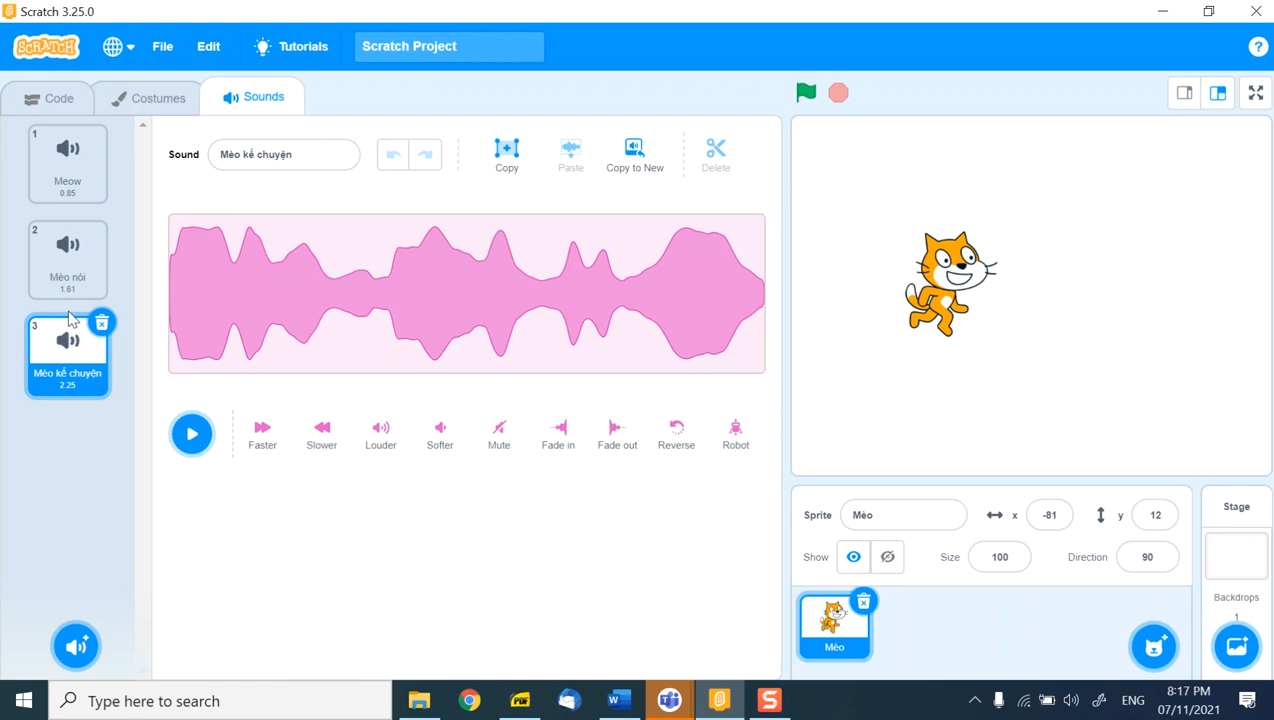 Scratch 3.25.0
SCRATCH
File
Edit
Tutorials
Scratch Project
?
Code
Costumes
Sounds
1
Meow
0.85
2
Mèo nói
1.61
3
Mèo kể chuyện
2.25
Sound
Mèo kể chuyện
Copy
Paste
Copy to New
Delete
Faster
Slower
Louder
Softer
Mute
Fade in
Fade out
Reverse
Robot
Sprite
Mèo
x
-81
y
12
Show
Size
100
Direction
90
Mèo
Stage
Backdrops
1
Type here to search
PDF
ENG
8:17 PM
07/11/2021